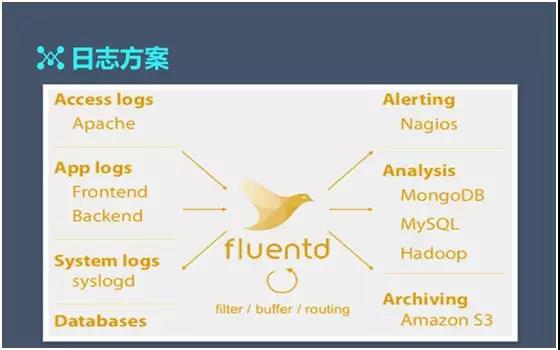 日志方案
Access logs
Apache
App logs
Frontend
Backend
System logs
syslogd
Databases
fluentd
filter / buffer / routing
Alerting
Nagios
Analysis
MongoDB
MySQL
Hadoop
Archiving
Amazon S3